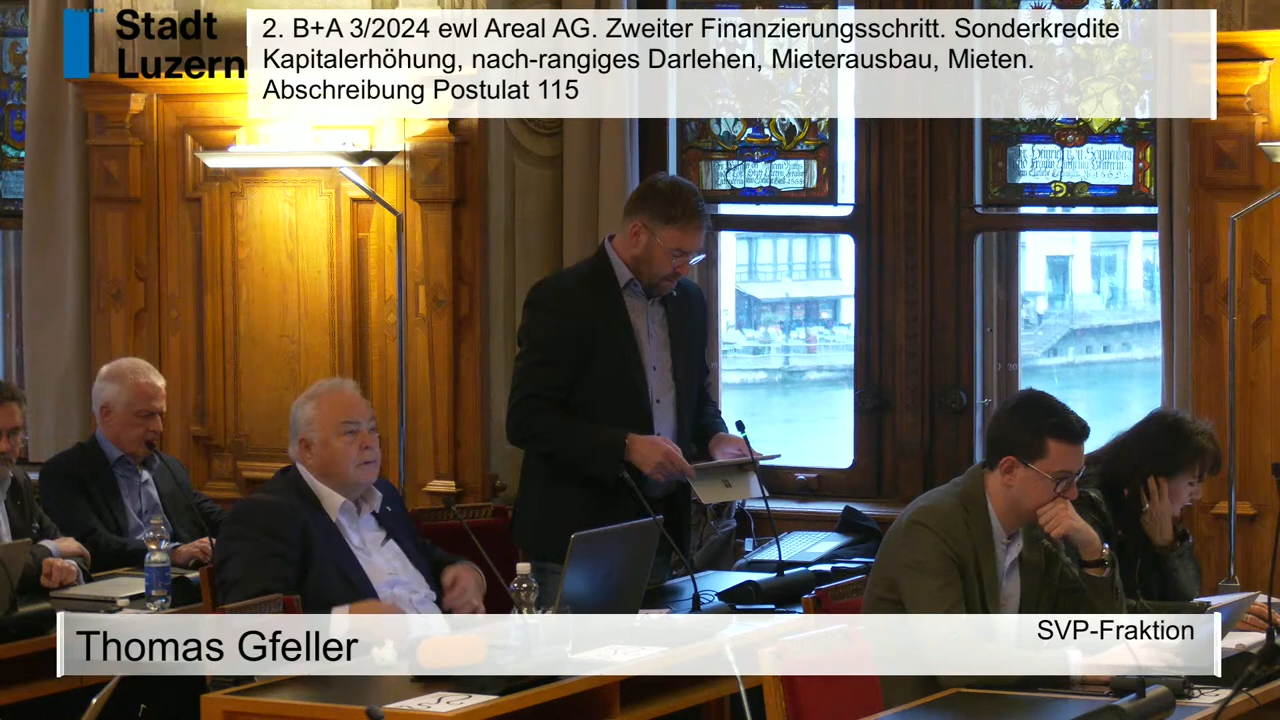 Stadt
Luzern
2. B+A 3/2024 ewl Areal AG. Zweiter Finanzierungsschritt. Sonderkredite
Kapitalerhöhung, nach-rangiges Darlehen, Mieterausbau, Mieten.
Abschreibung Postulat 115
Thomas Gfeller
SVP-Fraktion